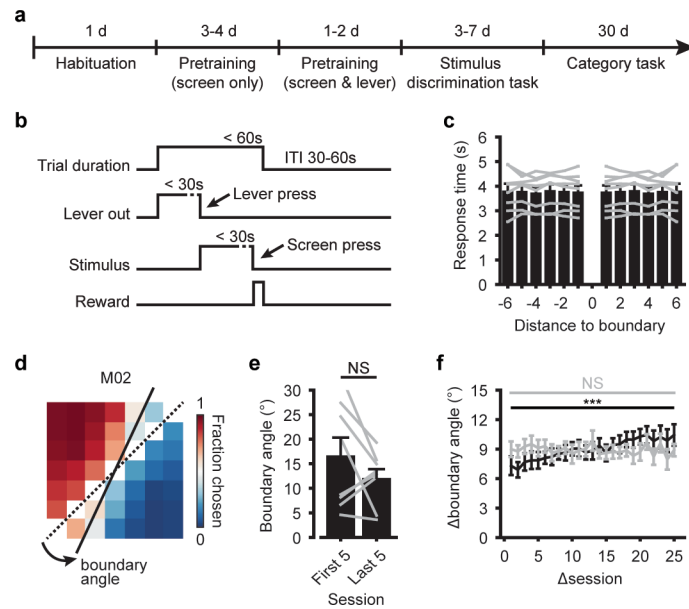 a
1 d
3-4 d
1-2 d
3-7 d
30 d
Habituation
Pretraining
(screen only)
Pretraining
(screen & lever)
Stimulus
discrimination task
Category task
b
< 60s
Trial duration
ITI 30-60s
< 30s
Lever press
Lever out
< 30s
Screen press
Stimulus
Reward
c
Response time (s)
6
5
4
3
2
1
0
-6 -4 -2 0 2 4 6
Distance to boundary
d
M02
1
Fraction chosen
0
boundary
angle
e
NS
Boundary angle (°)
30
25
20
15
10
5
0
First 5
Last 5
Session
f
NS
***
Δboundary angle (°)
15
12
9
6
3
0
0 5 10 15 20 25
Δsession